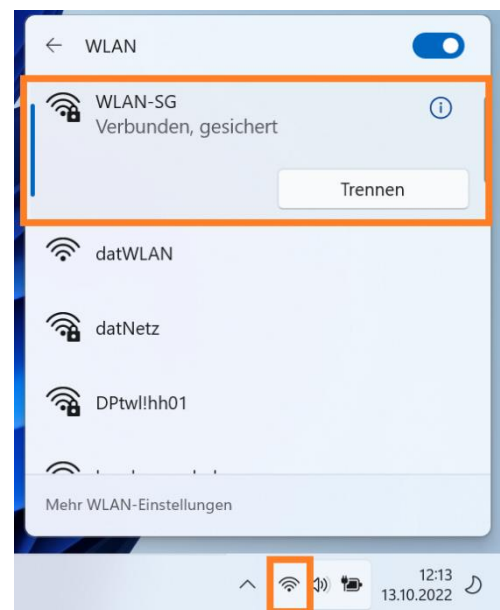 WLAN
WLAN-SG
Verbunden, gesichert
Trennen
datWLAN
datNetz
DPtwl!hh01
Mehr WLAN-Einstellungen
12:13
13.10.2022